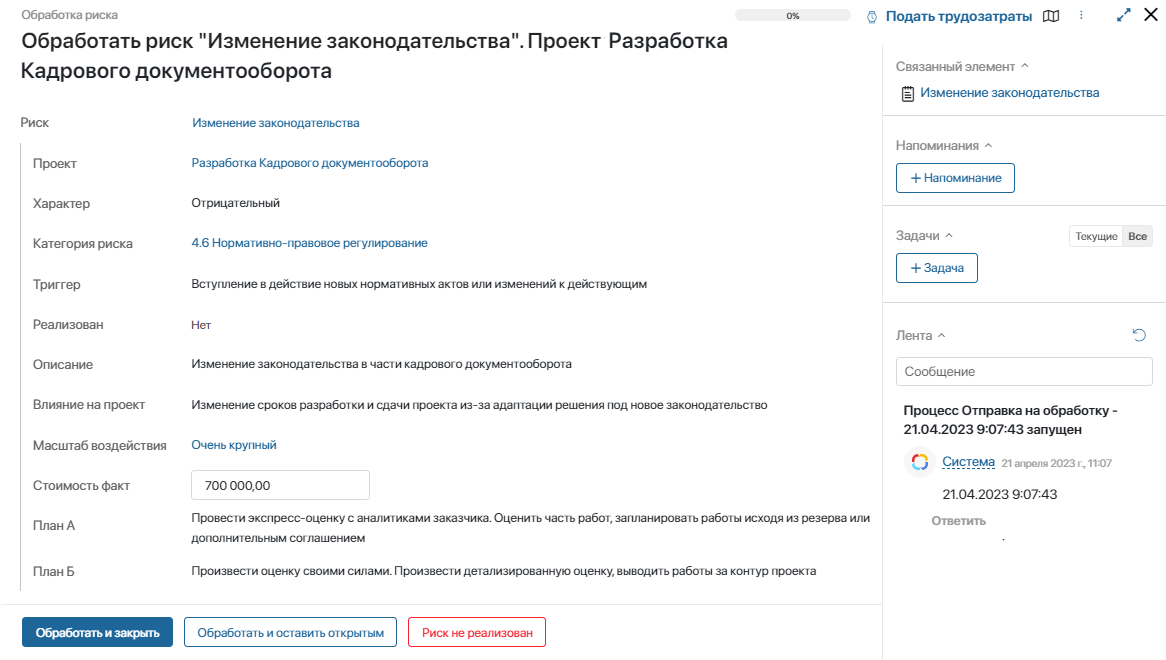 Обработка риска
0%
Подать трудозатраты
Обработать риск "Изменение законодательства". Проект Разработка
Кадрового документооборота
Риск
Изменение законодательства
Проект
Разработка Кадрового документооборота
Характер
Отрицательный
Категория риска
4.6 Нормативно-правовое регулирование
Триггер
Вступление в действие новых нормативных актов или изменений к действующим
Реализован
Нет
Описание
Изменение законодательства в части кадрового документооборота
Влияние на проект
Изменение сроков разработки и сдачи проекта из-за адаптации решения под новое законодательство
Масштаб воздействия
Очень крупный
Стоимость факт
700 000,00
План А
Провести экспресс-оценку с аналитиками заказчика. Оценить часть работ, запланировать работы исходя из резерва или
дополнительным соглашением
План Б
Произвести оценку своими силами. Произвести детализированную оценку, выводить работы за контур проекта
Обработать и закрыть
Обработать и оставить открытым
Риск не реализован
Связанный элемент
Изменение законодательства
Напоминания
+ Напоминание
Задачи
Текущие
Все
+ Задача
Лента
Сообщение
Процесс Отправка на обработку -
21.04.2023 9:07:43 запущен
Система
21 апреля 2023 г., 11:07
21.04.2023 9:07:43
Ответить